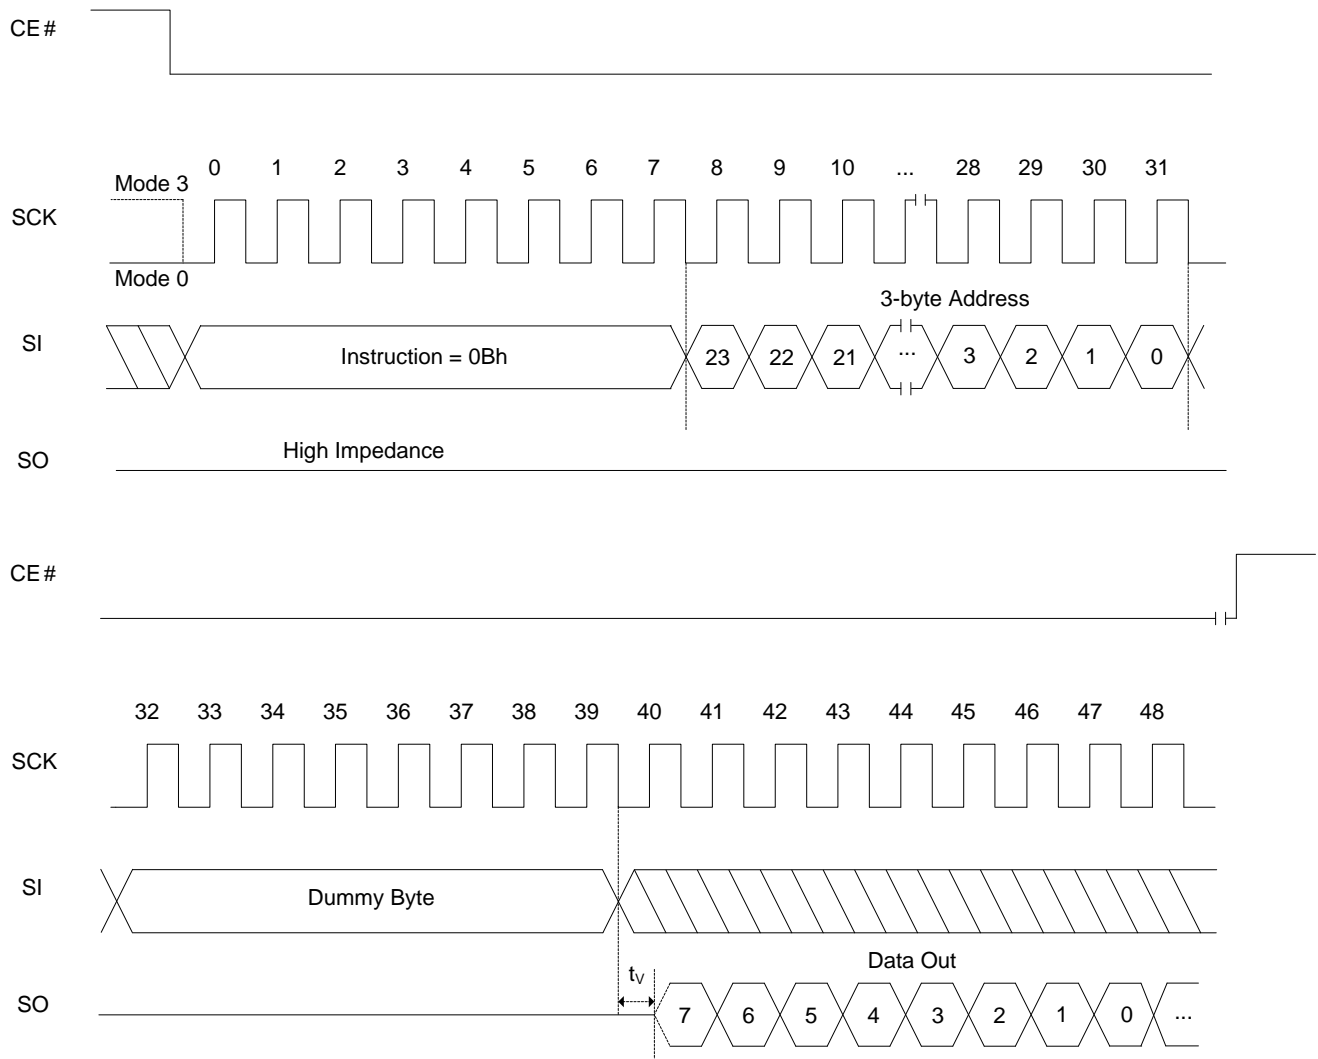 CE#
0 1 2 3 4 5 6 7 8 9 10 ... 28 29 30 31
Mode 3
SCK
Mode 0
3-byte Address
SI
Instruction = 0Bh 23 22 21 ... 3 2 1 0
High Impedance
SO
CE#
32 33 34 35 36 37 38 39 40 41 42 43 44 45 46 47 48
SCK
SI
Dummy Byte
Data Out
tV
SO
7 6 5 4 3 2 1 0 ...